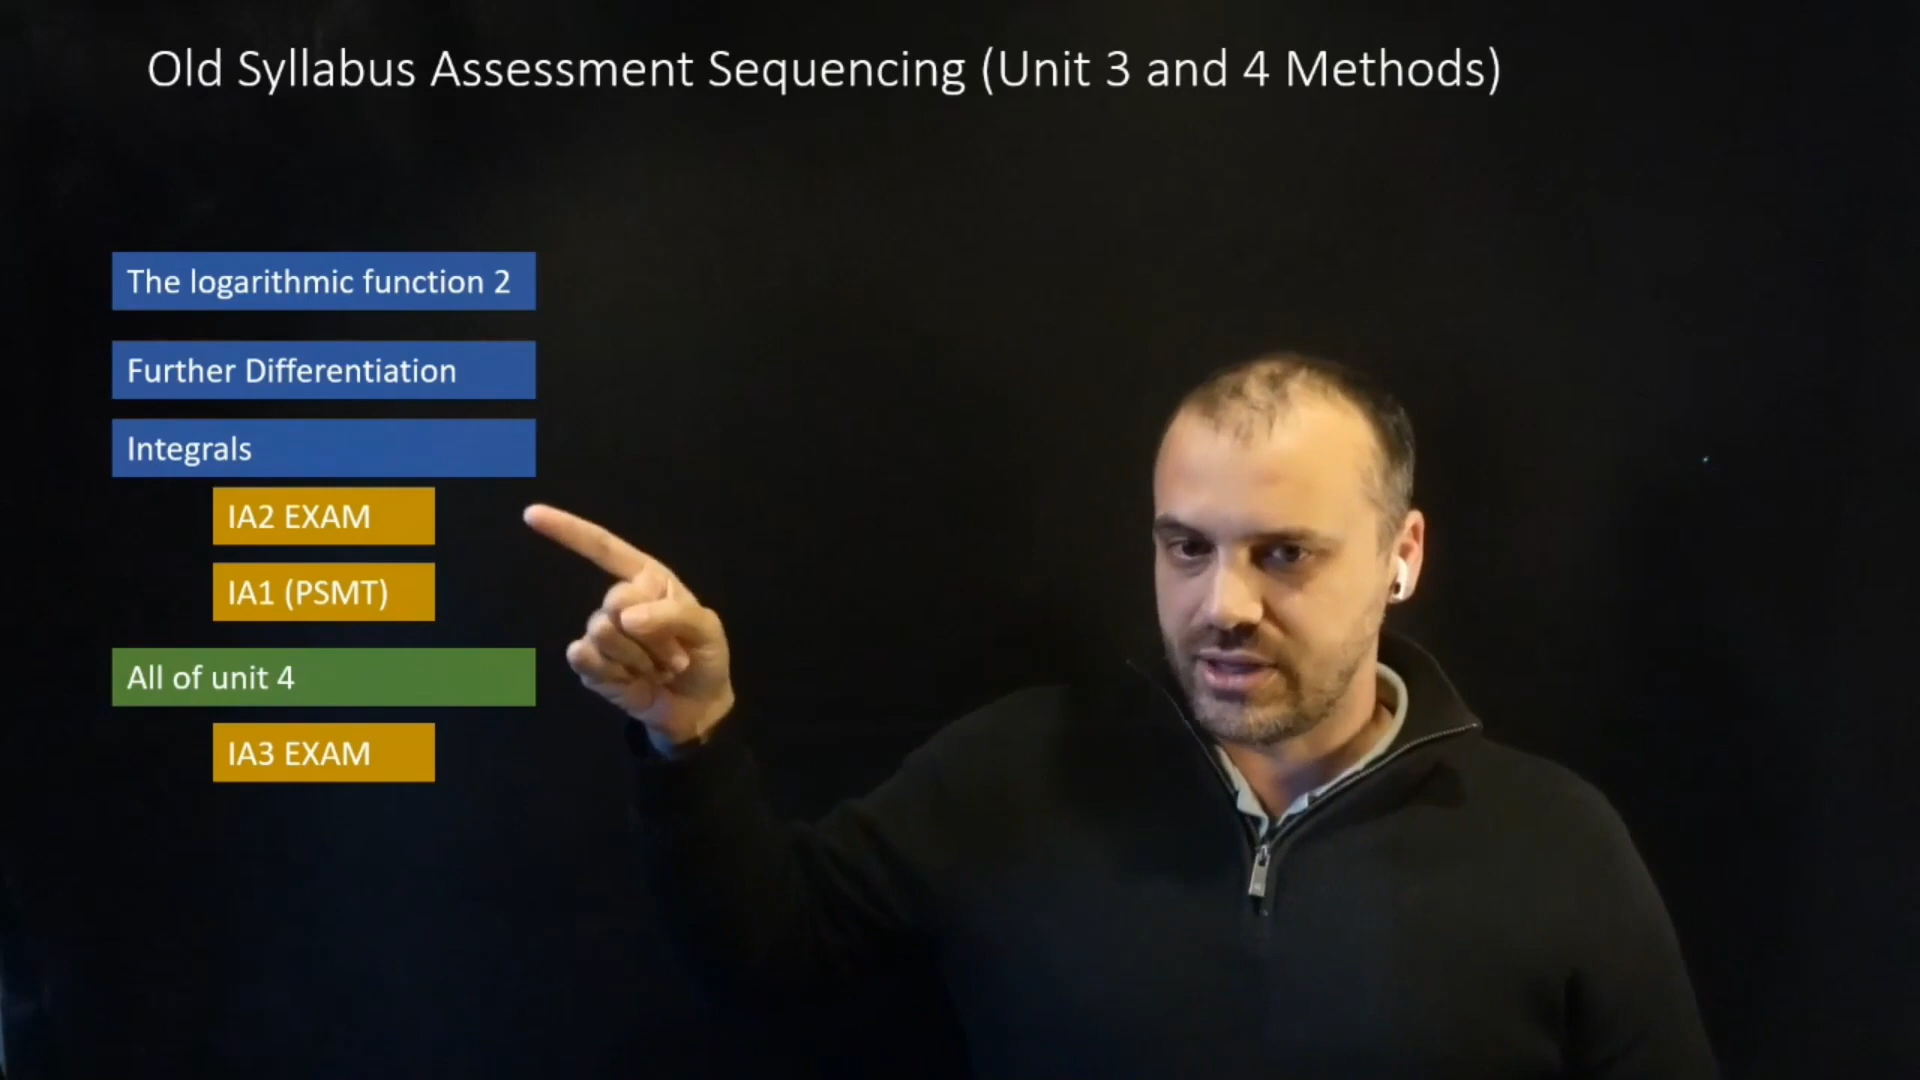 Old Syllabus Assessment Sequencing (Unit 3 and 4 Methods)
The logarithmic function 2
Further Differentiation
Integrals
IA2 EXAM
IA1 (PSMT)
All of unit 4
IA3 EXAM